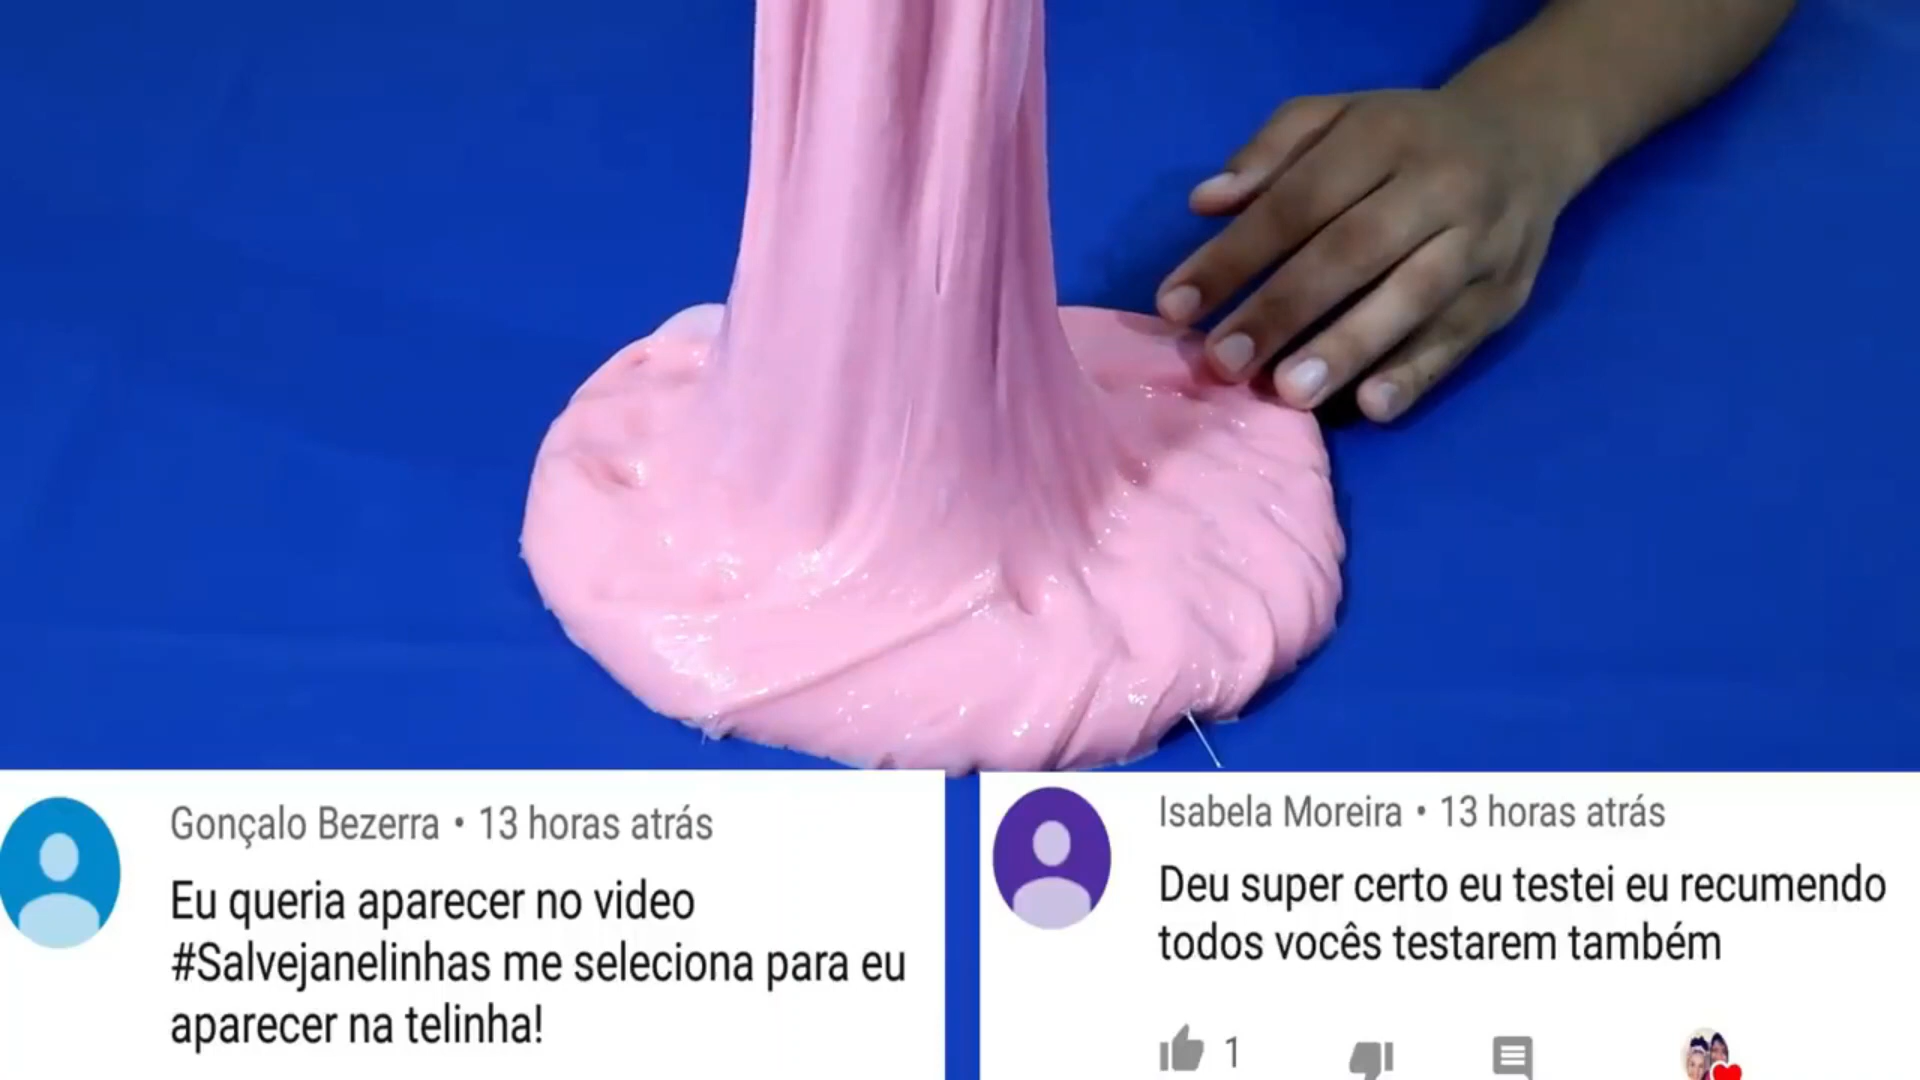 Gonçalo Bezerra • 13 horas atrás
Eu queria aparecer no video
#Salvejanelinhas me seleciona para eu
aparecer na telinha!
Isabela Moreira • 13 horas atrás
Deu super certo eu testei eu recumendo
todos vocês testarem também
1